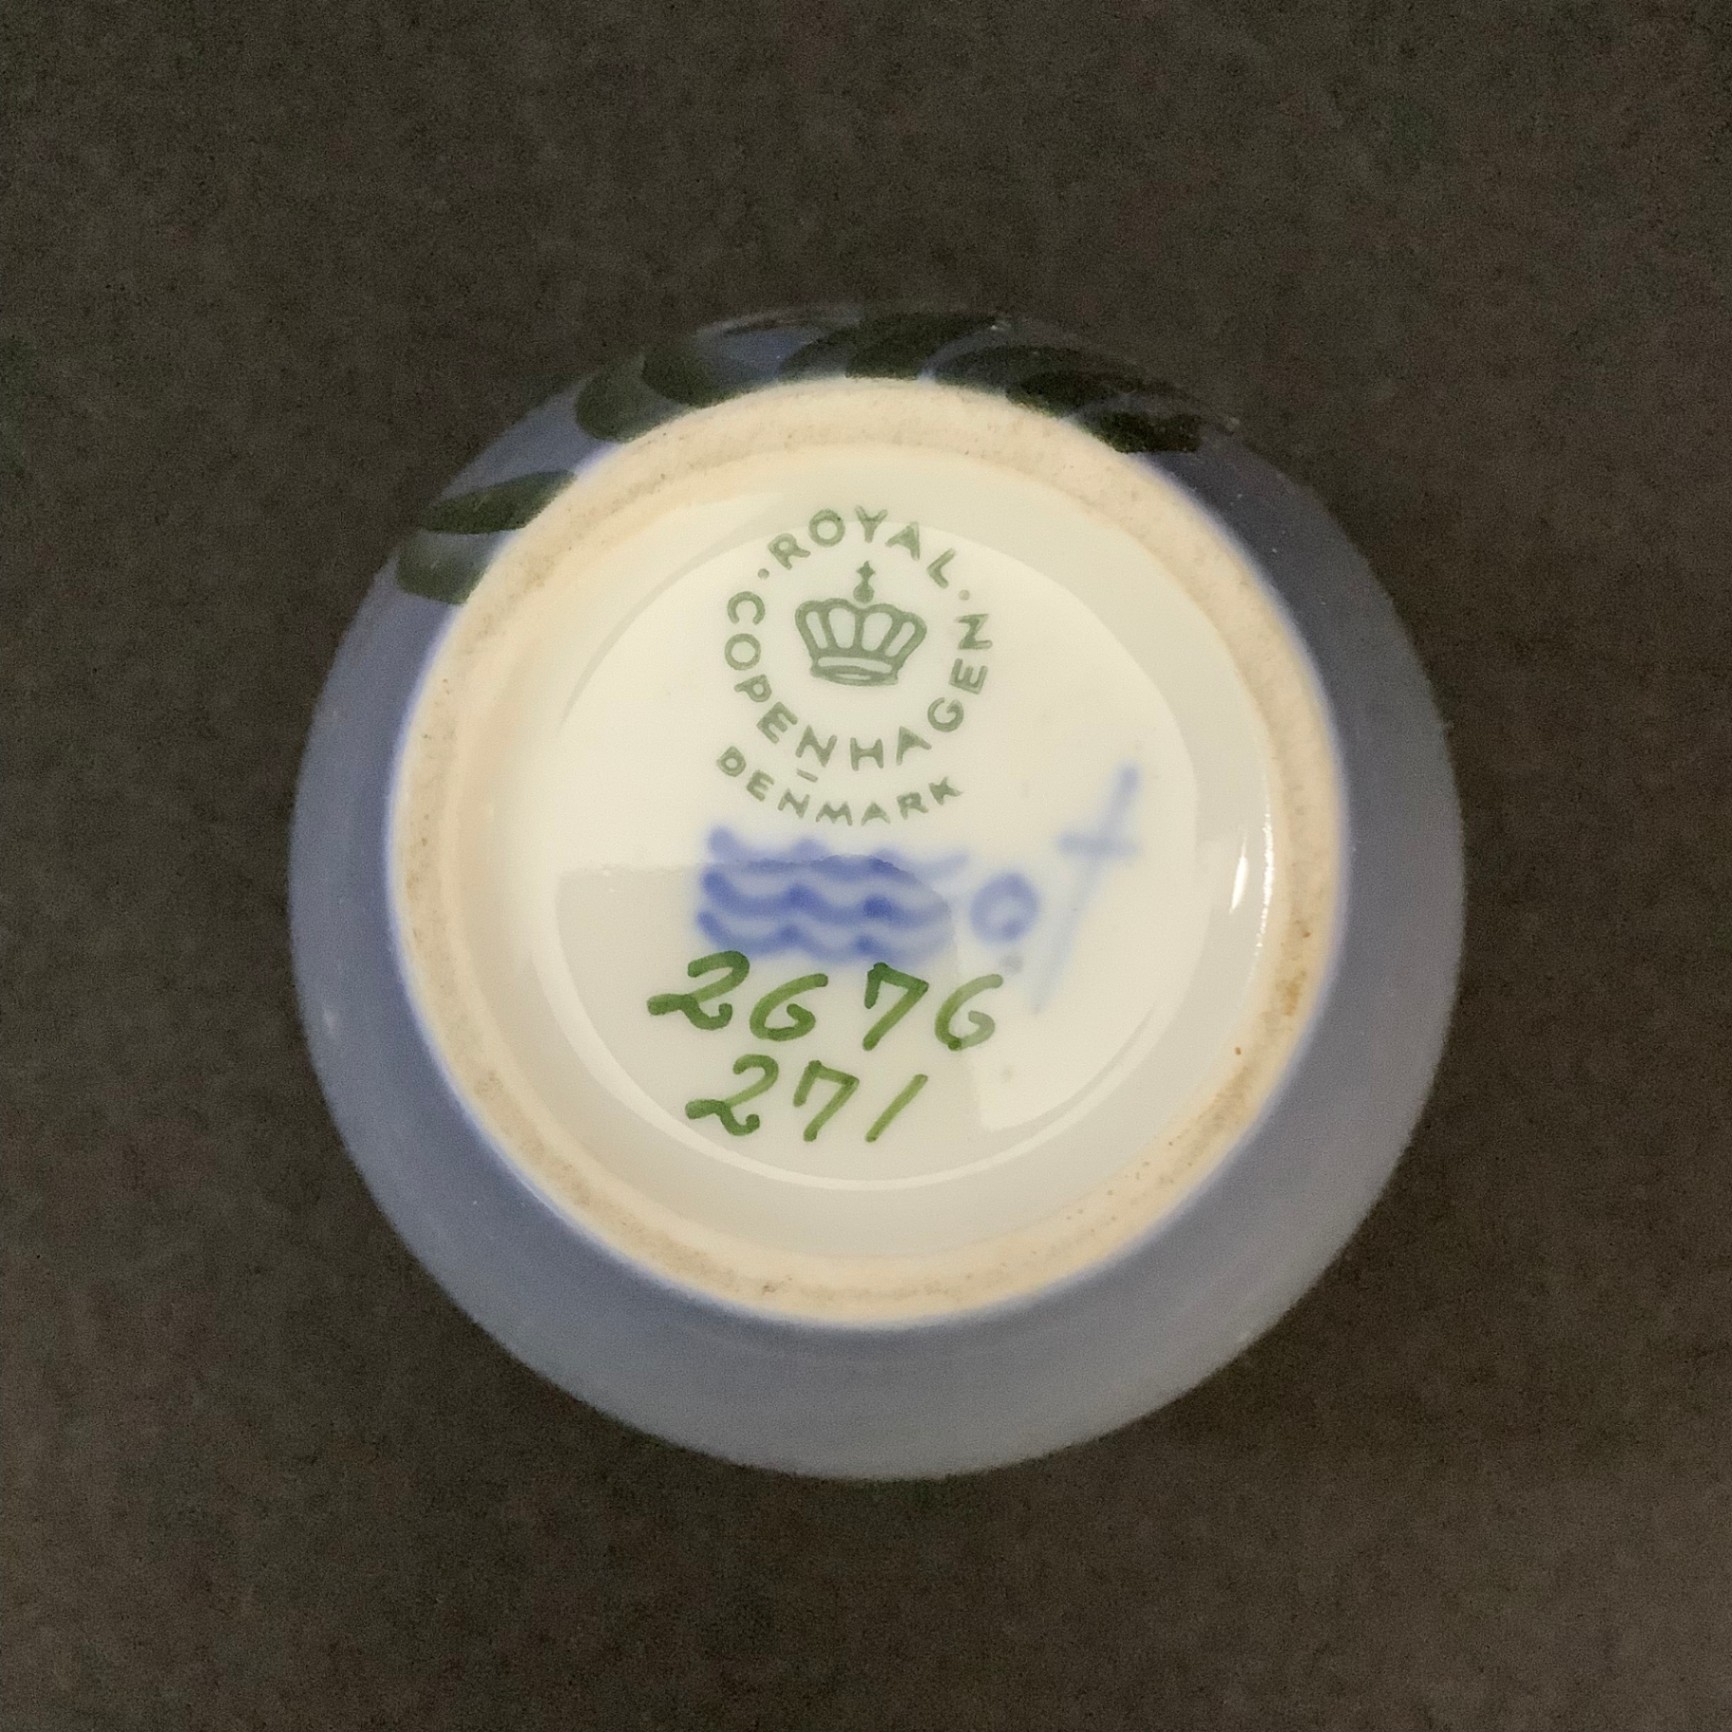 · ROYAL ·
COPENHAGEN
DENMARK
2676
271